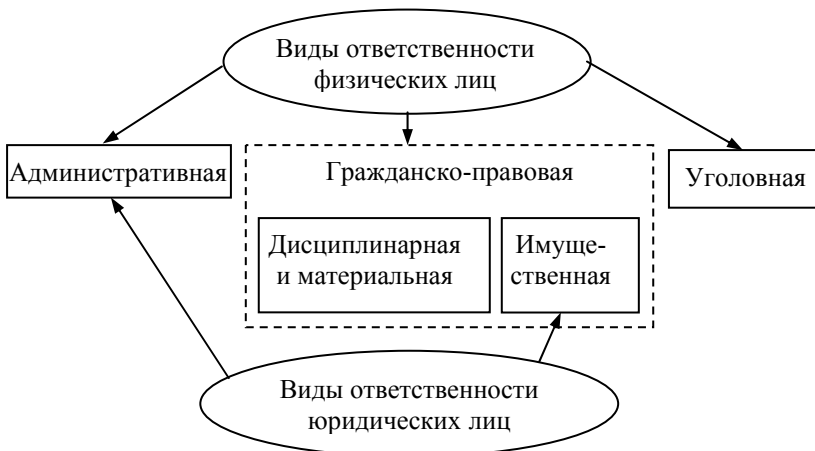 Виды ответственности
физических лиц
Административная
Гражданско-правовая
Уголовная
Дисциплинарная
и материальная
Имуще-
ственная
Виды ответственности
юридических лиц